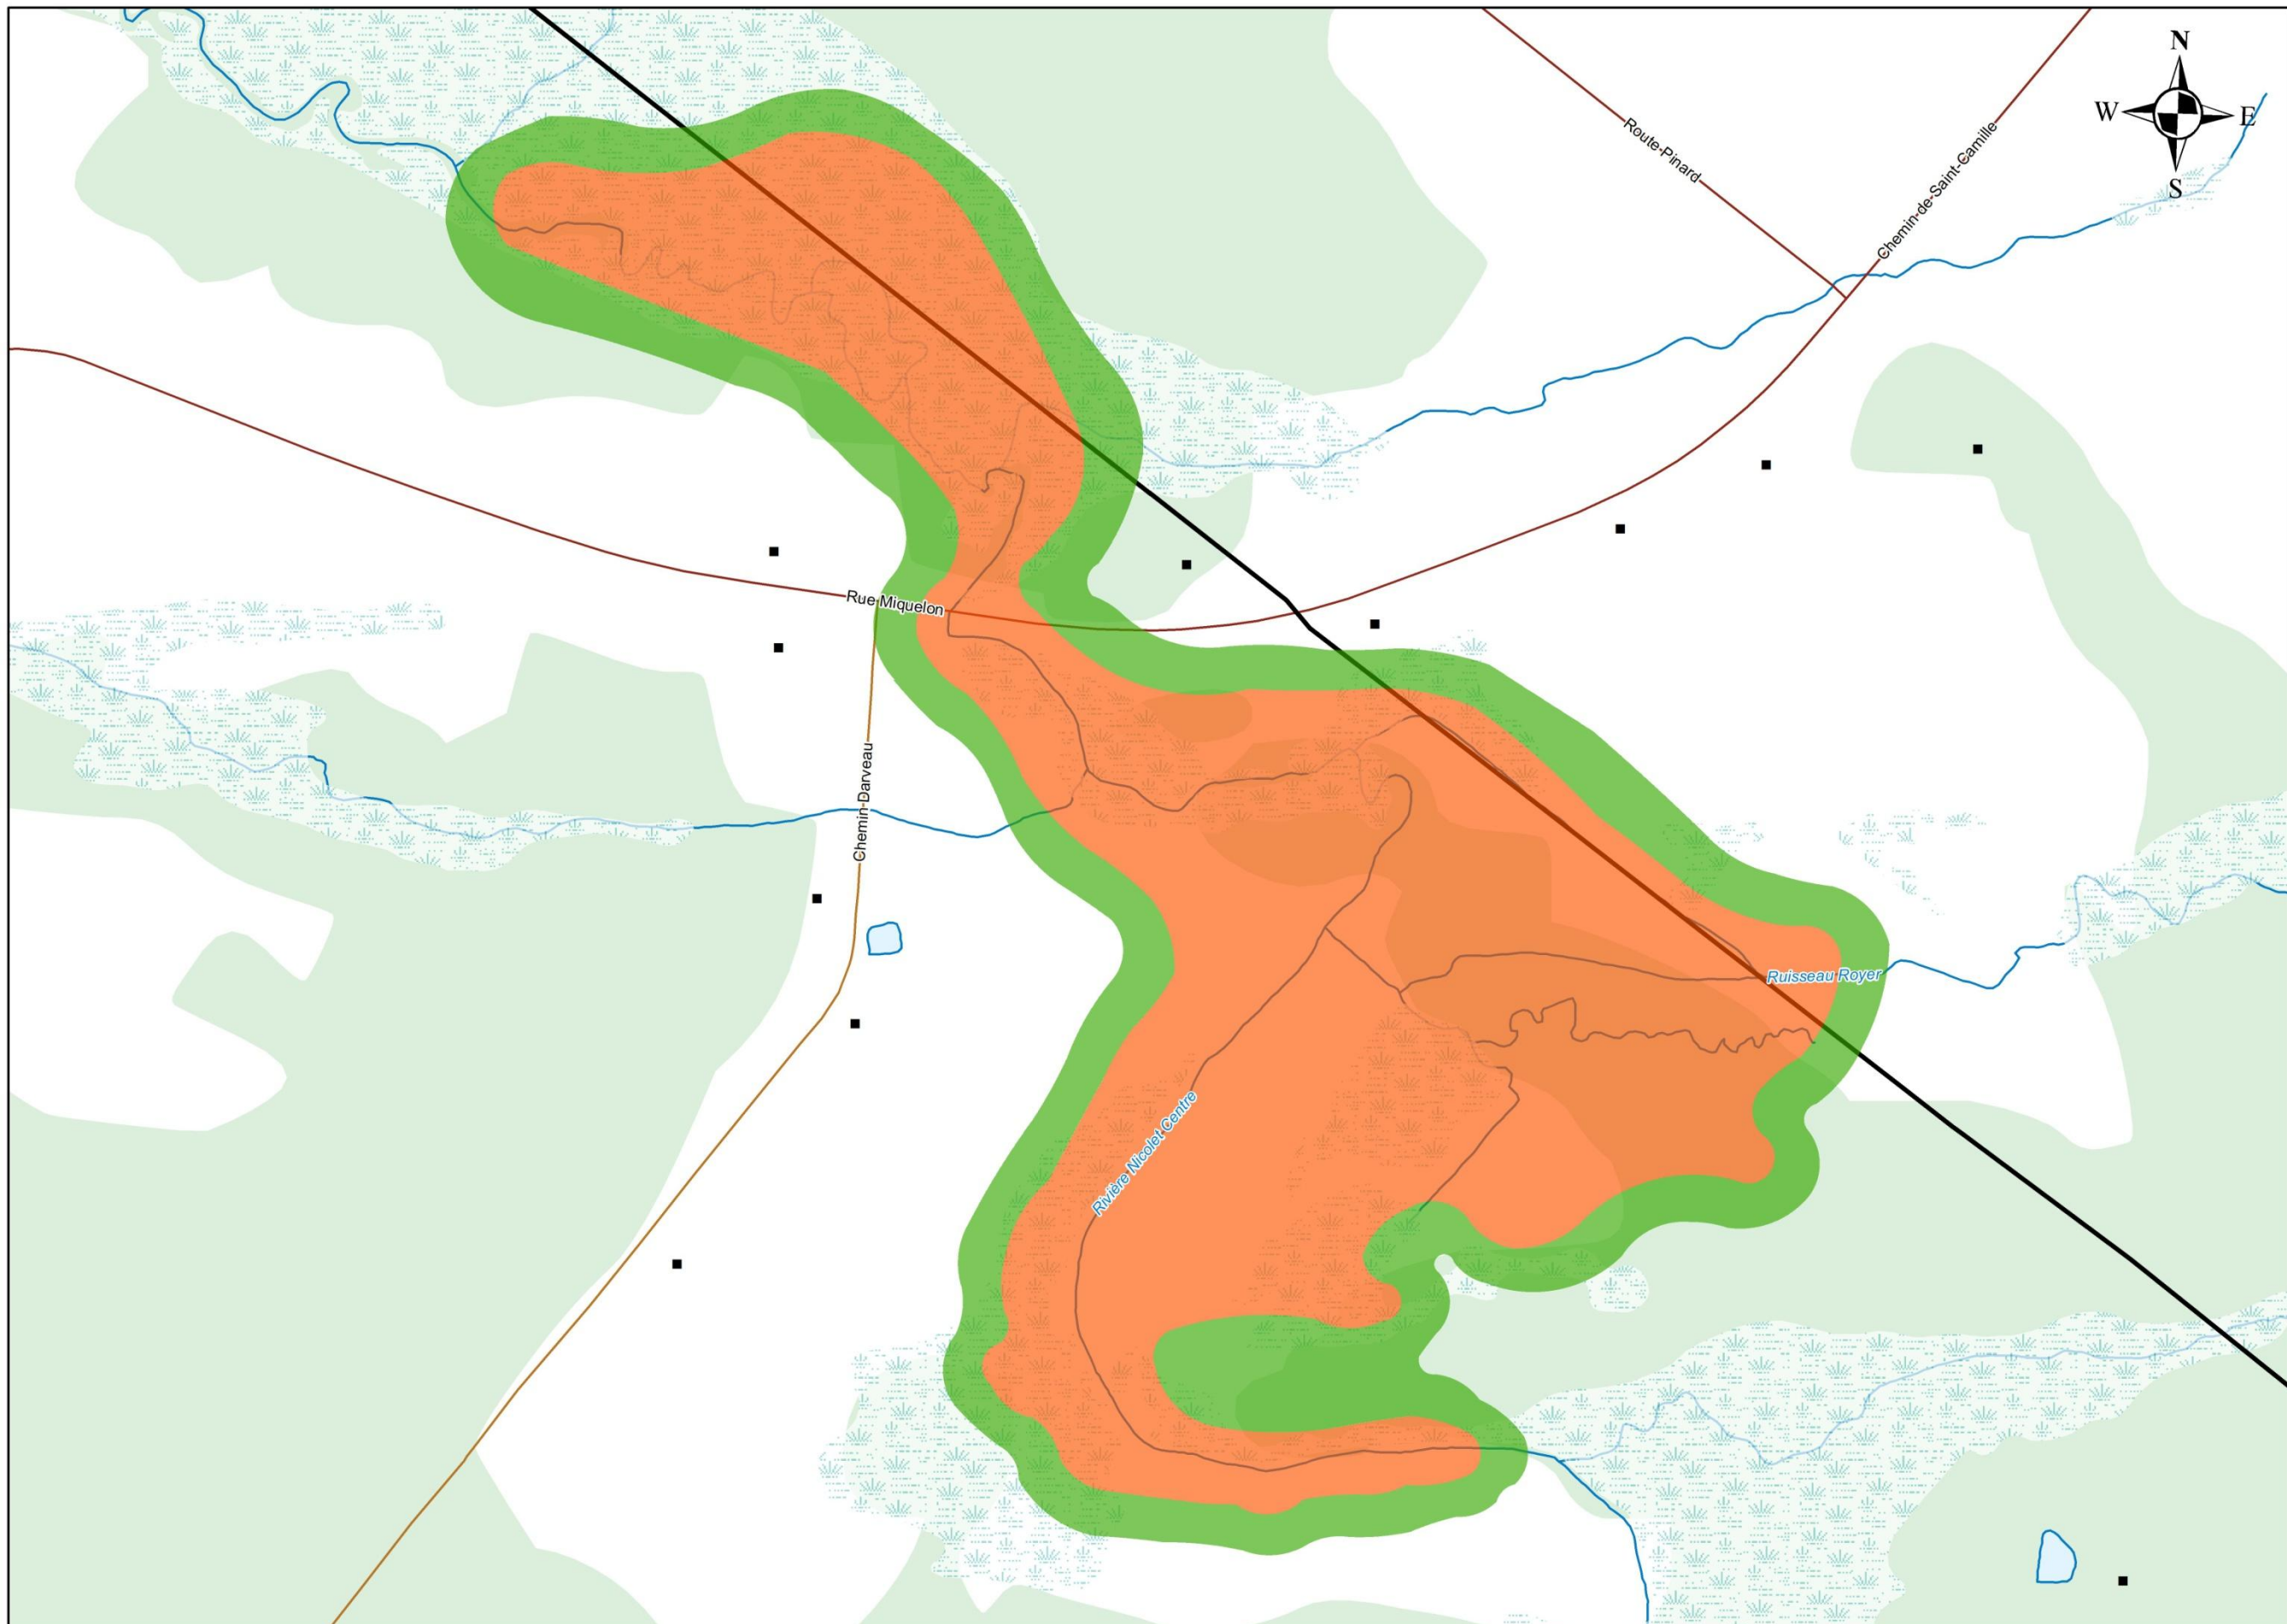 N
W
E
S
Route-Pinard
Chemin-de-Saint-Camille
Rue Miquelon
Chemin-Darveau
Ruisseau Royer
Rivière Nicolet Centre